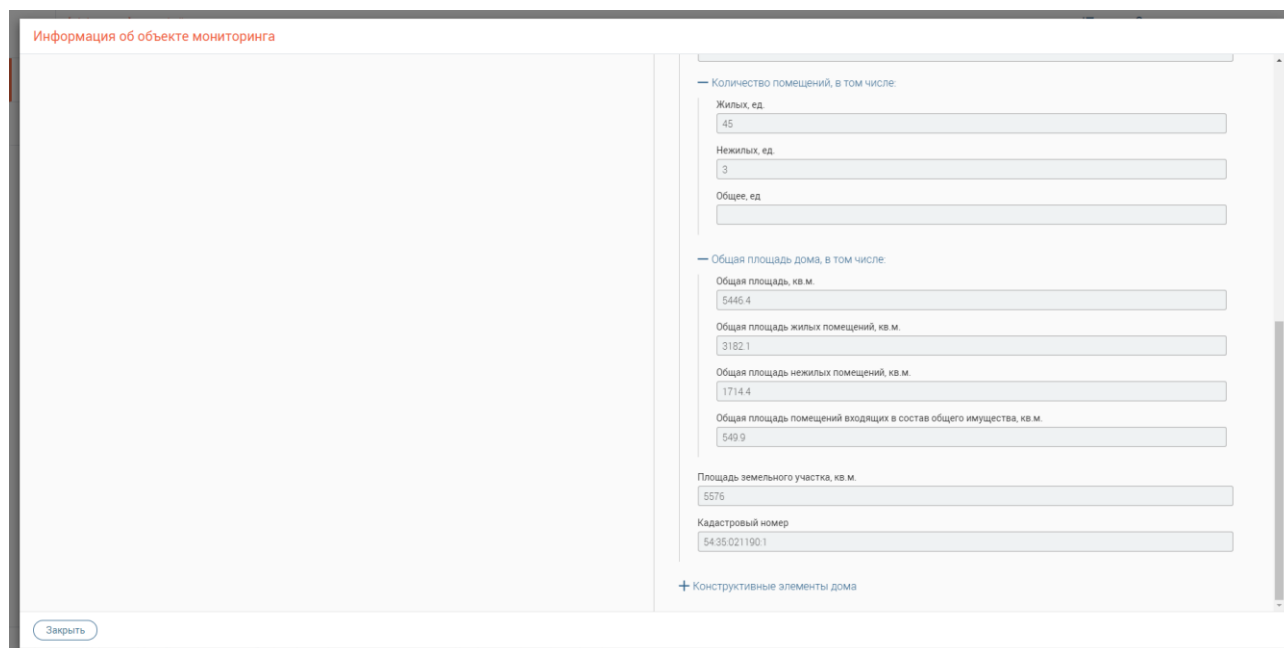 Информация об объекте мониторинга
— Количество помещений, в том числе:
Жилых, ед.
45
Нежилых, ед.
3
Общее, ед
— Общая площадь дома, в том числе:
Общая площадь, кв.м.
5446.4
Общая площадь жилых помещений, кв.м.
3182.1
Общая площадь нежилых помещений, кв.м.
1714.4
Общая площадь помещений входящих в состав общего имущества, кв.м.
549.9
Площадь земельного участка, кв.м.
5576
Кадастровый номер
54:35:021190:1
+ Конструктивные элементы дома
Закрыть